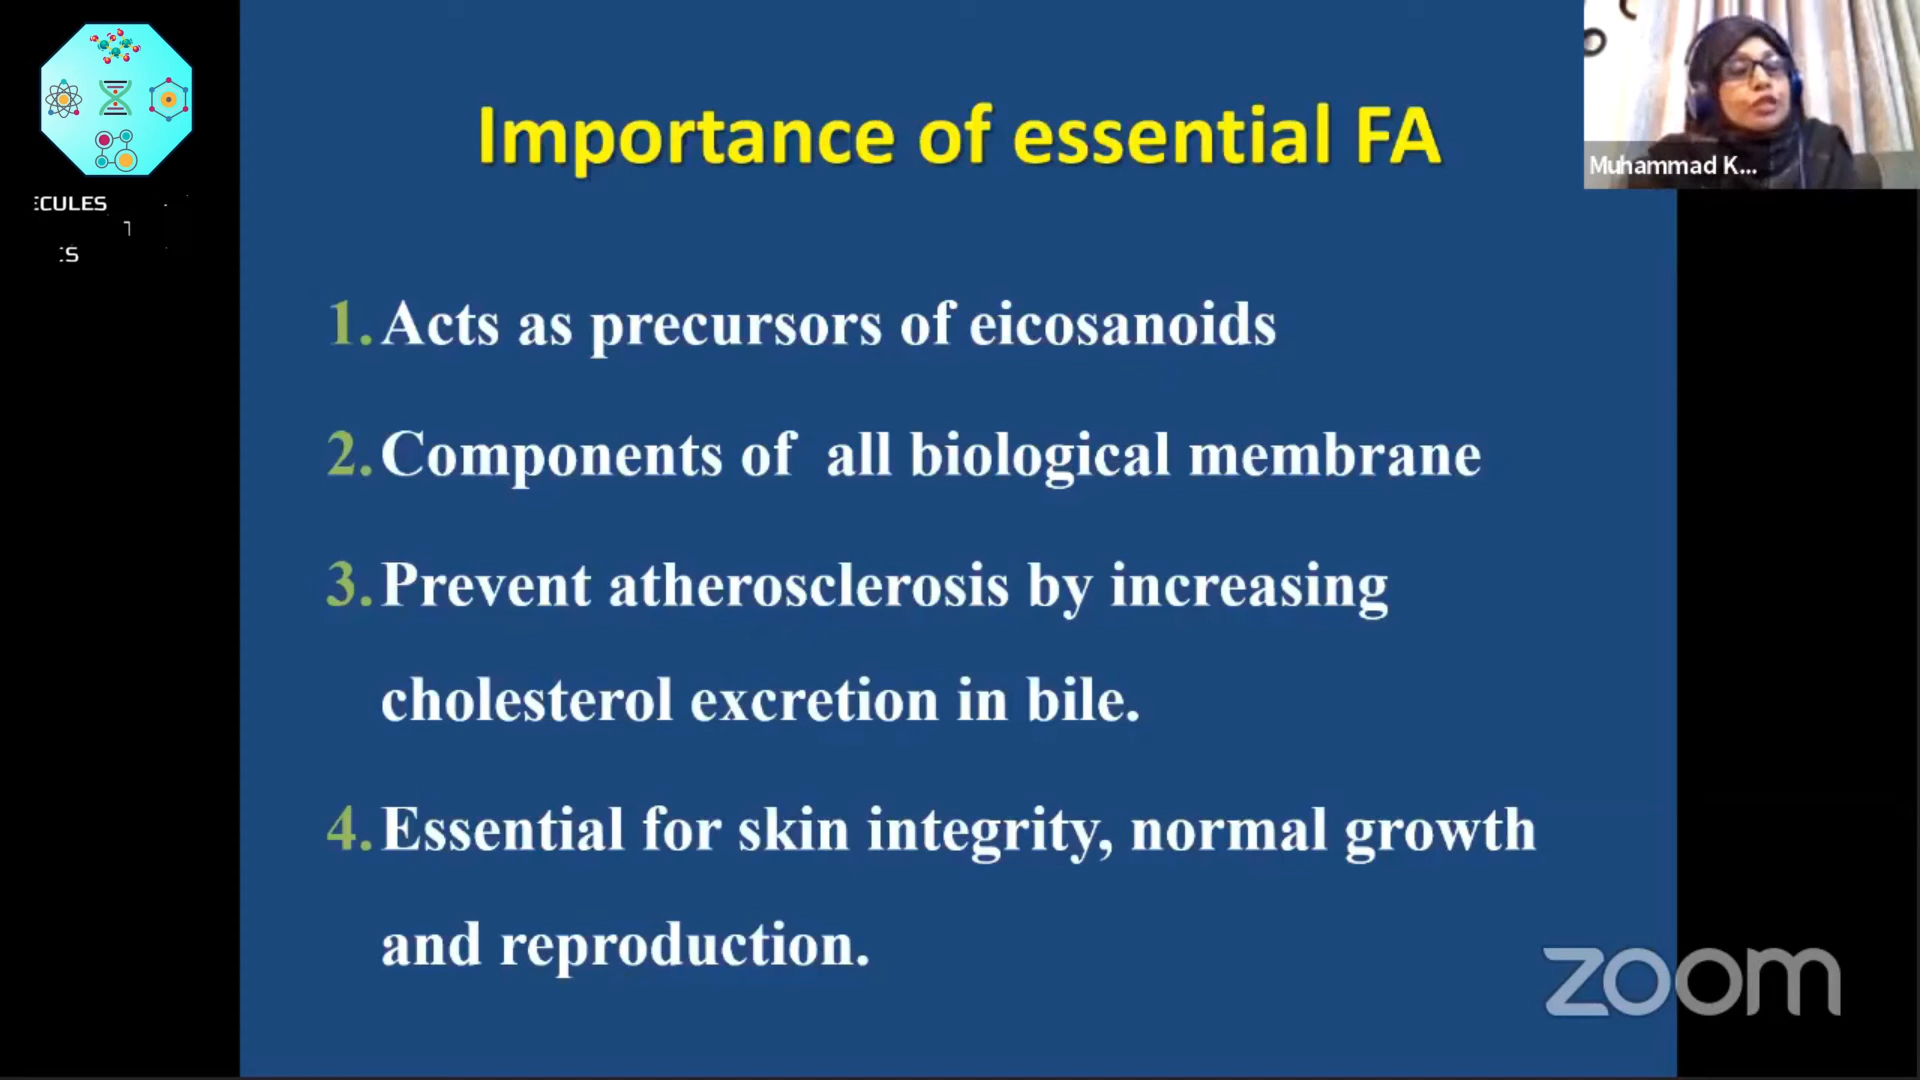 Importance of essential FA
Muhammad K...
ECULES
1. Acts as precursors of eicosanoids
2. Components of all biological membrane
3. Prevent atherosclerosis by increasing
cholesterol excretion in bile.
4. Essential for skin integrity, normal growth
and reproduction.
zoom